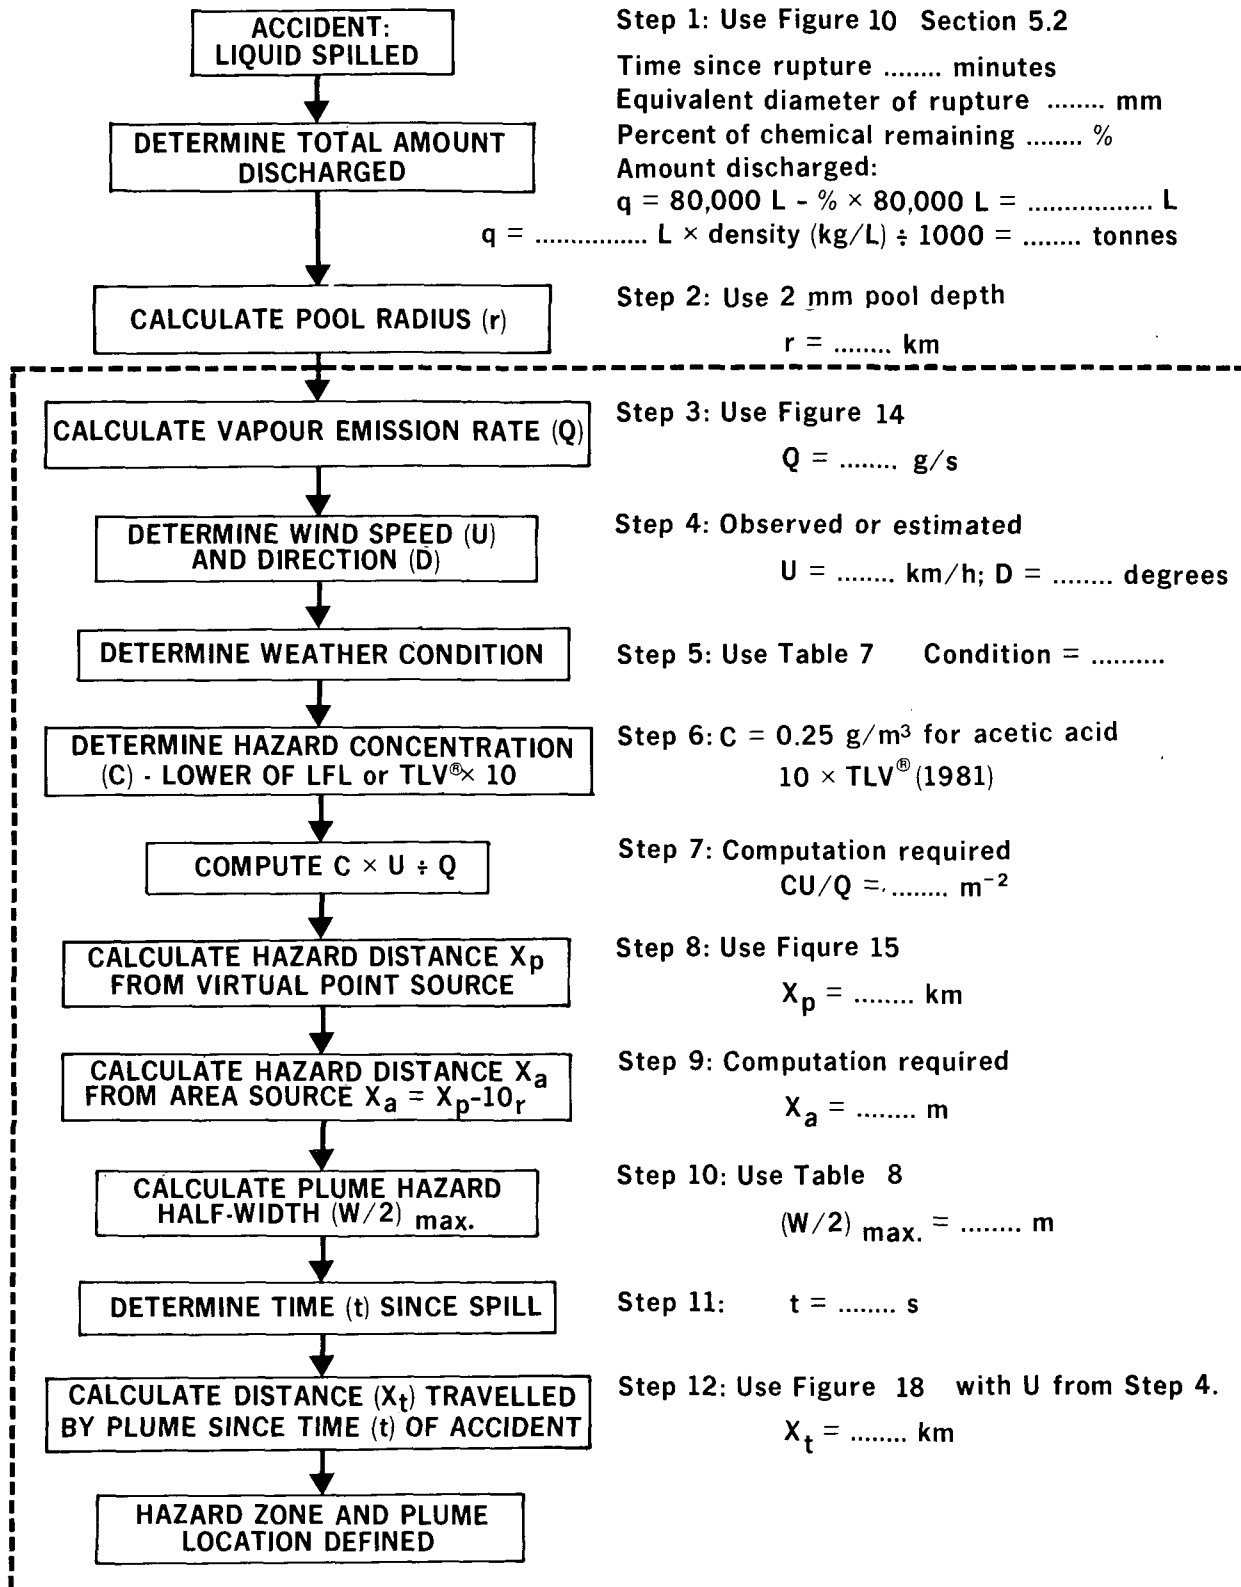 ACCIDENT:
LIQUID SPILLED
Step 1: Use Figure 10 Section 5.2
Time since rupture ........ minutes
Equivalent diameter of rupture ........ mm
Percent of chemical remaining ........ %
DETERMINE TOTAL AMOUNT
DISCHARGED
Amount discharged:
q = 80,000 L - % × 80,000 L = ................. L
q = ............... L × density (kg/L) ÷ 1000 = ........ tonnes
CALCULATE POOL RADIUS (r)
Step 2: Use 2 mm pool depth
r = ........ km
CALCULATE VAPOUR EMISSION RATE (Q)
Step 3: Use Figure 14
Q = ........ g/s
DETERMINE WIND SPEED (U)
AND DIRECTION (D)
Step 4: Observed or estimated
U = ........ km/h; D = ........ degrees
DETERMINE WEATHER CONDITION
Step 5: Use Table 7 Condition = ..........
DETERMINE HAZARD CONCENTRATION
(C) - LOWER OF LFL or TLV®× 10
Step 6: C = 0.25 g/m³ for acetic acid
10 × TLV® (1981)
COMPUTE C × U ÷ Q
Step 7: Computation required
CU/Q = ........ m⁻²
CALCULATE HAZARD DISTANCE Xp
FROM VIRTUAL POINT SOURCE
Step 8: Use Fiqure 15
Xp = ........ km
CALCULATE HAZARD DISTANCE Xa
FROM AREA SOURCE Xa = Xp-10r
Step 9: Computation required
Xa = ........ m
CALCULATE PLUME HAZARD
HALF-WIDTH (W/2) max.
Step 10: Use Table 8
(W/2) max. = ........ m
DETERMINE TIME (t) SINCE SPILL
Step 11: t = ........ s
CALCULATE DISTANCE (Xt) TRAVELLED
BY PLUME SINCE TIME (t) OF ACCIDENT
Step 12: Use Figure 18 with U from Step 4.
Xt = ........ km
HAZARD ZONE AND PLUME
LOCATION DEFINED